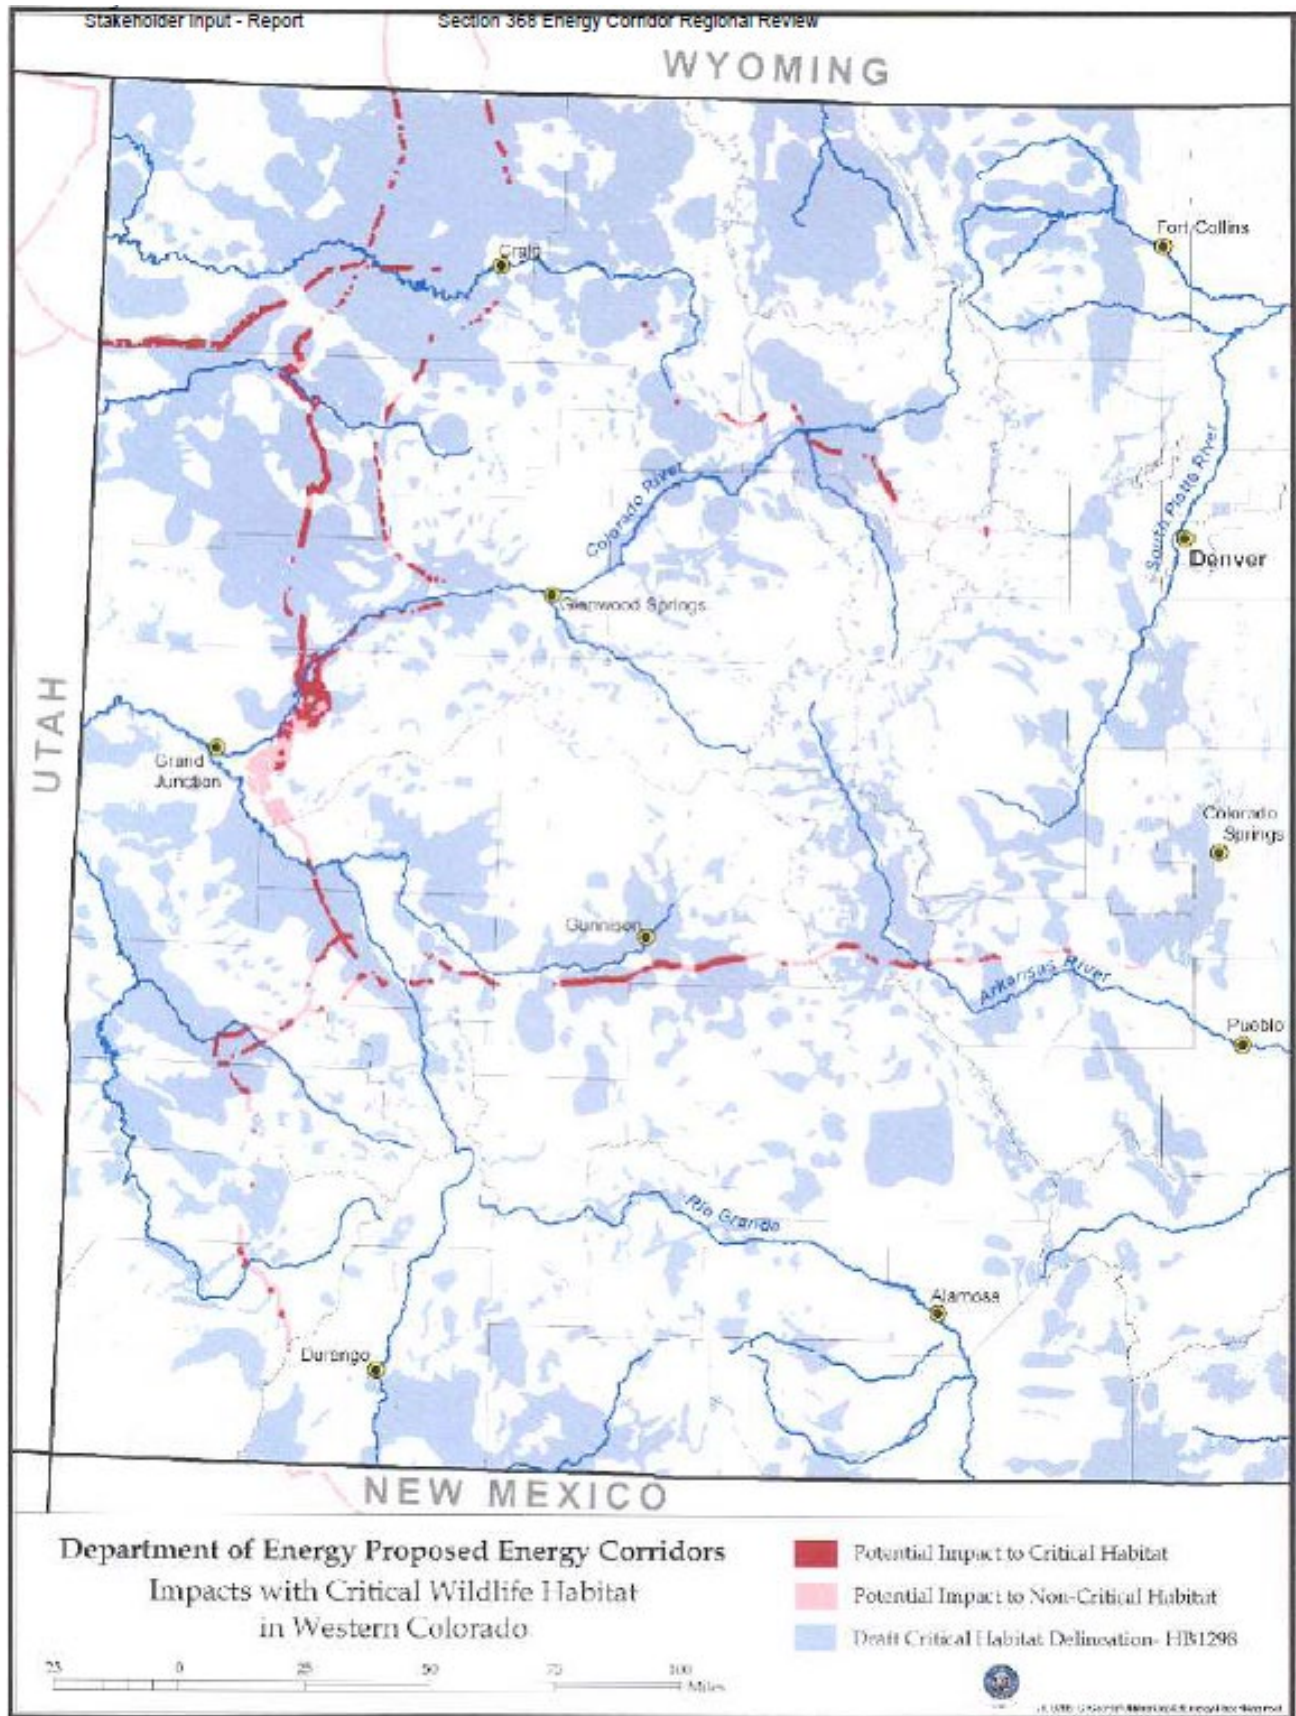 Stakeholder Input - Report Section 368 Energy Corridor Regional Review
WYOMING
Fort Collins
Craig
Colorado River
South Platte River
Denver
Glenwood Springs
UTAH
Grand
Junction
Colorado
Springs
Gunnison
Arkansas River
Pueblo
Rio Grande
Alamosa
Durango
NEW MEXICO
Department of Energy Proposed Energy Corridors
Impacts with Critical Wildlife Habitat
in Western Colorado
Potential Impact to Critical Habitat
Potential Impact to Non-Critical Habitat
Draft Critical Habitat Delineation- HB1298
25 0 25 50 75 100
Miles